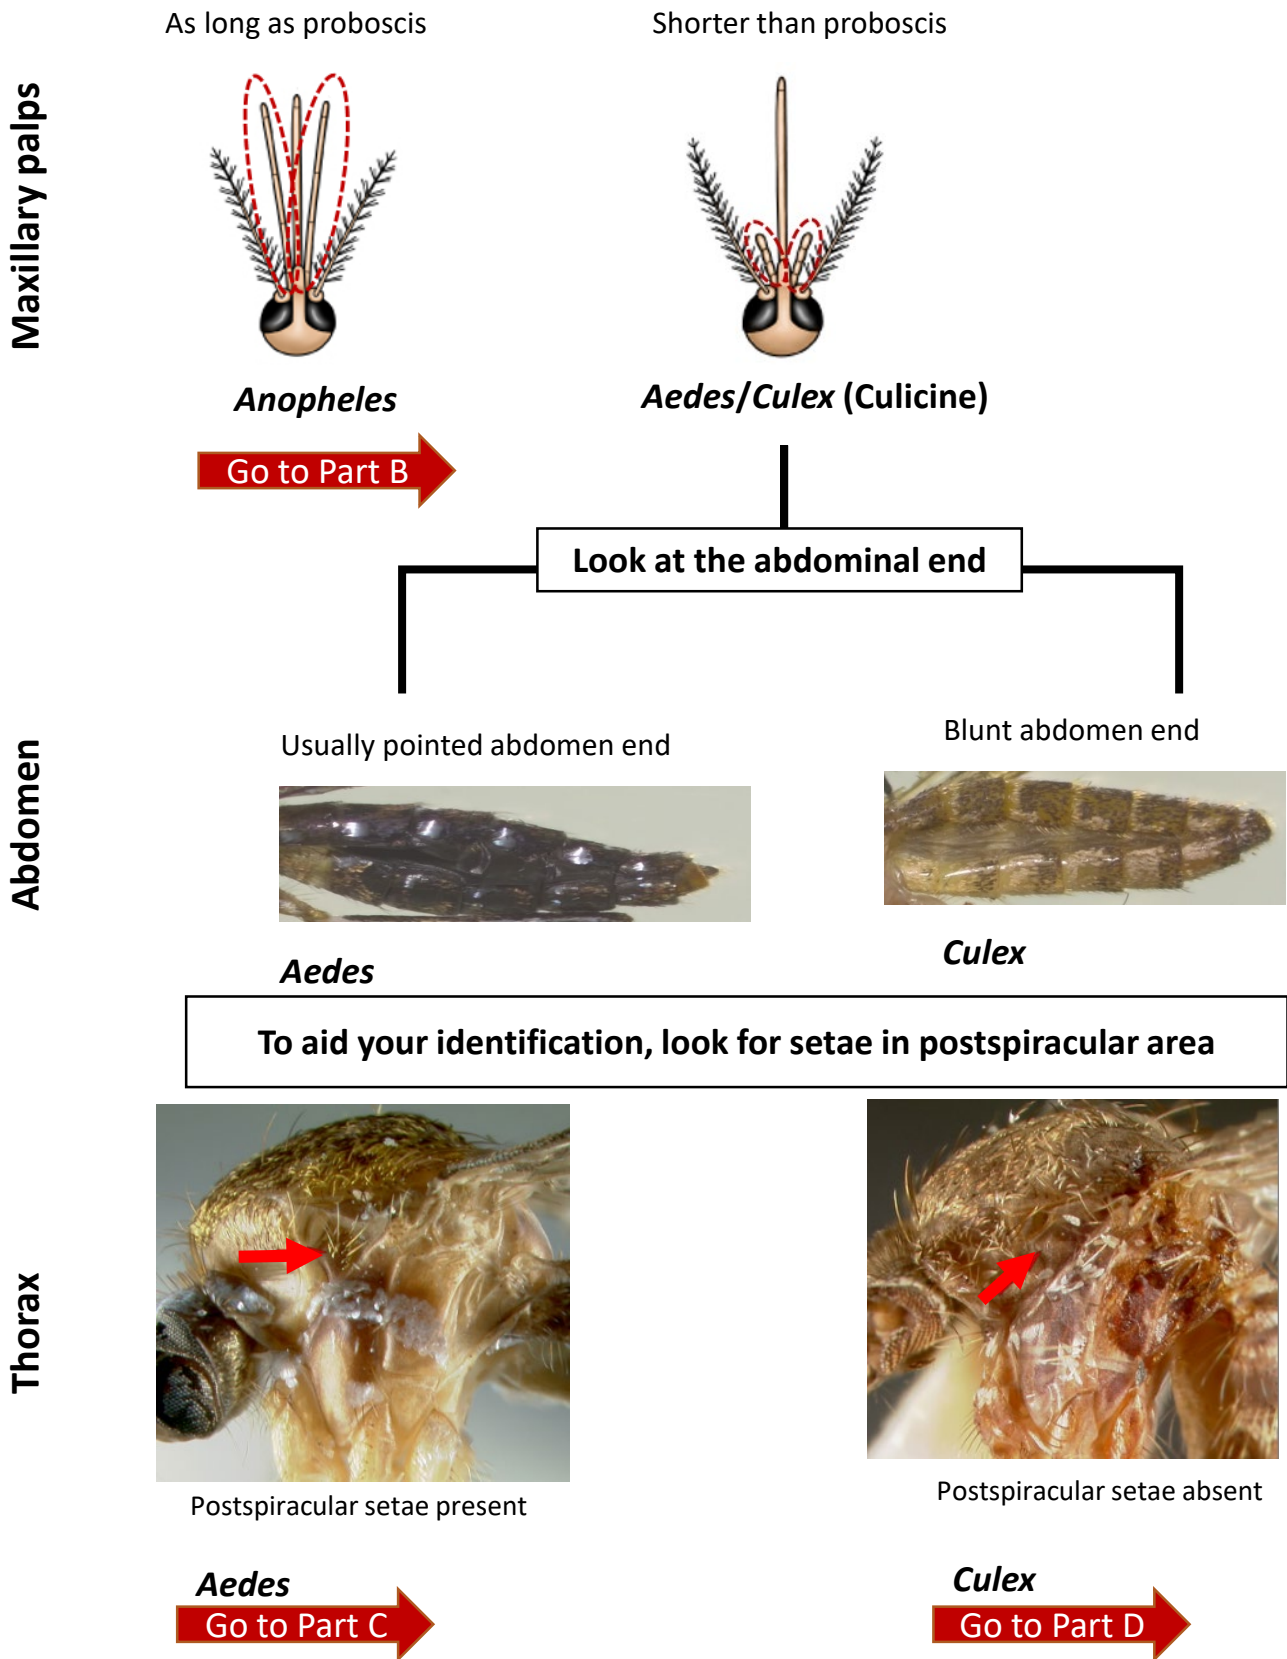 As long as proboscis
Shorter than proboscis
Maxillary palps
Anopheles
Aedes/Culex (Culicine)
Go to Part B
Look at the abdominal end
Usually pointed abdomen end
Blunt abdomen end
Abdomen
Aedes
Culex
To aid your identification, look for setae in postspiracular area
Thorax
Postspiracular setae present
Postspiracular setae absent
Aedes
Culex
Go to Part C
Go to Part D